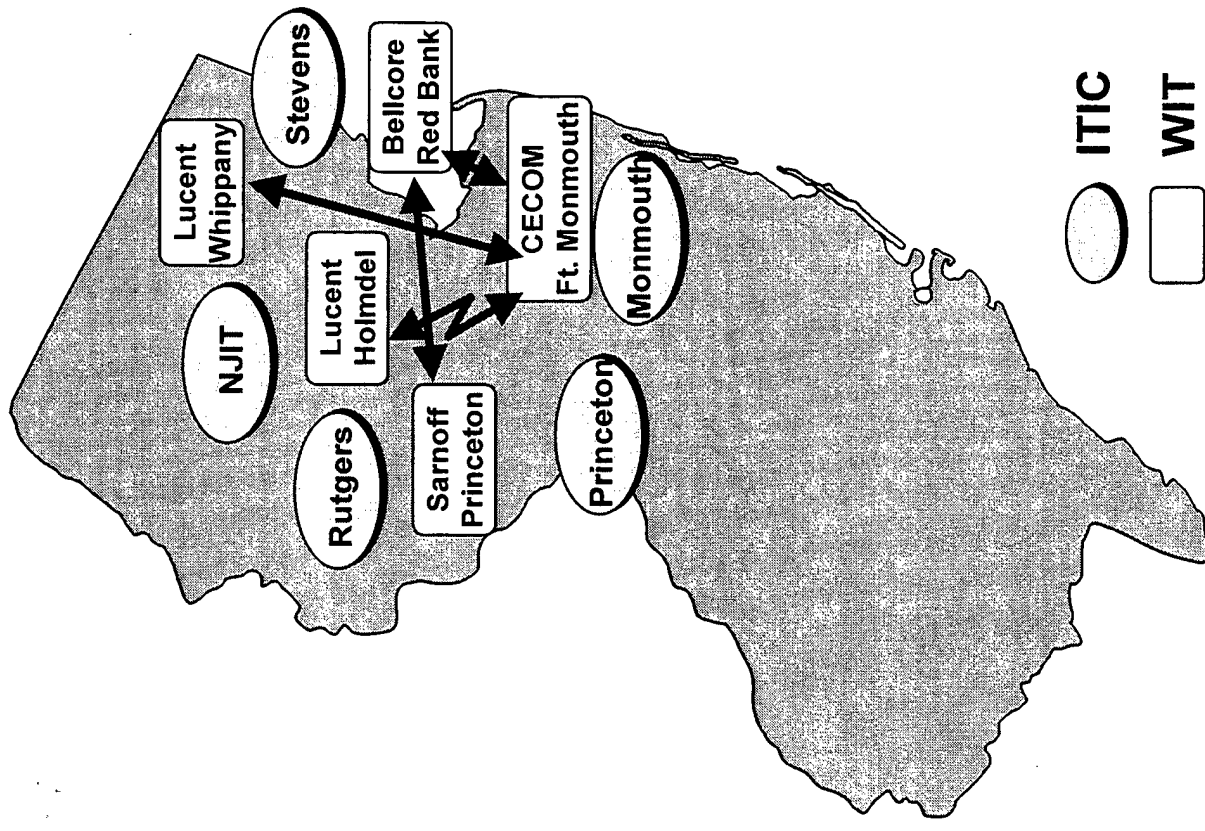 Stevens
Lucent
Whippany
Bellcore
Red Bank
NJIT
Lucent
Holmdel
CECOM
Ft. Monmouth
Rutgers
Sarnoff
Princeton
Monmouth
Princeton
ITIC
WIT